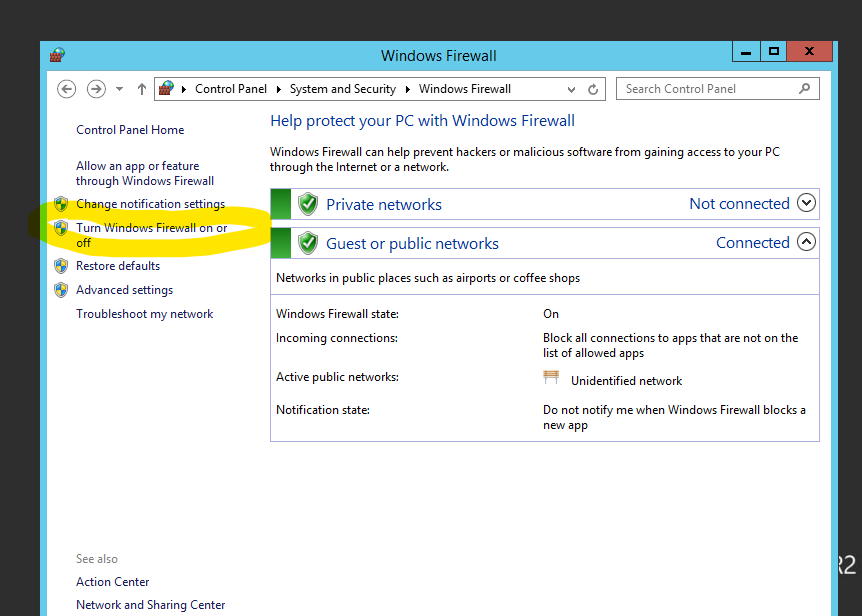 Windows Firewall
Control Panel
System and Security
Windows Firewall
Search Control Panel
Control Panel Home
Allow an app or feature
through Windows Firewall
Change notification settings
Turn Windows Firewall on or
off
Restore defaults
Advanced settings
Troubleshoot my network
See also
Action Center
Network and Sharing Center
Help protect your PC with Windows Firewall
Windows Firewall can help prevent hackers or malicious software from gaining access to your PC
through the Internet or a network.
Private networks Not connected
Guest or public networks Connected
Networks in public places such as airports or coffee shops
Windows Firewall state: On
Incoming connections: Block all connections to apps that are not on the
list of allowed apps
Active public networks: Unidentified network
Notification state: Do not notify me when Windows Firewall blocks a
new app
R2